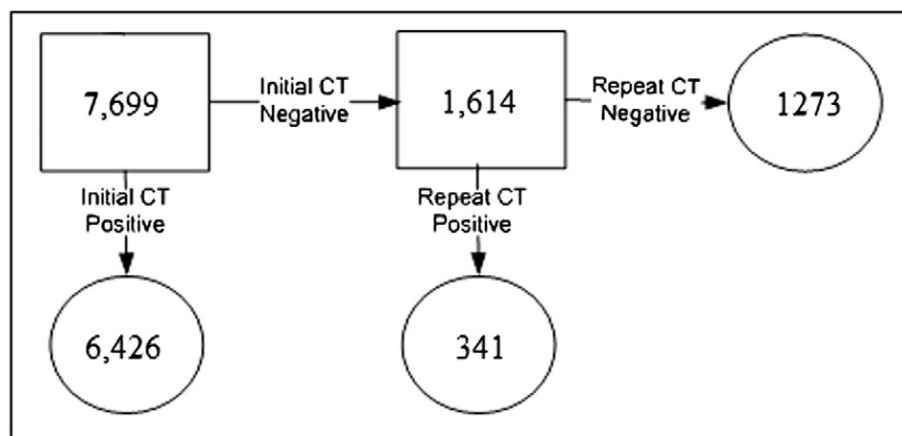 7,699
Initial CT
Negative
1,614
Repeat CT
Negative
1273
Initial CT
Positive
Repeat CT
Positive
6,426
341